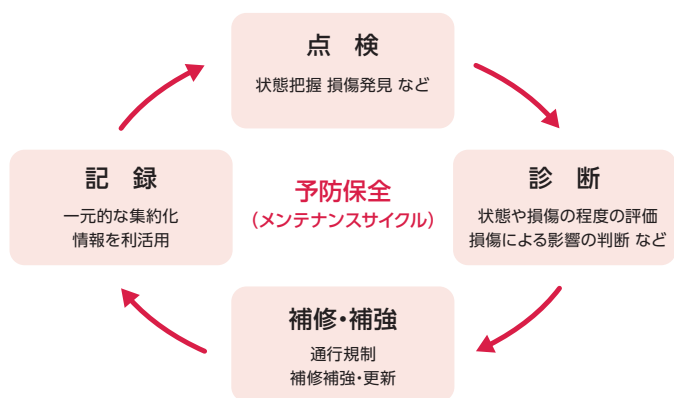 点　検
状態把握 損傷発見 など
診　断
状態や損傷の程度の評価
損傷による影響の判断 など
補修・補強
通行規制
補修補強・更新
記　録
一元的な集約化
情報を利活用
予防保全
（メンテナンスサイクル）